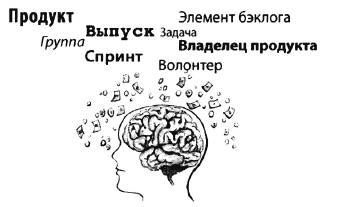 Продукт
Элемент бэклога
Выпуск Задача
Группа
Владелец продукта
Спринт
Волонтер